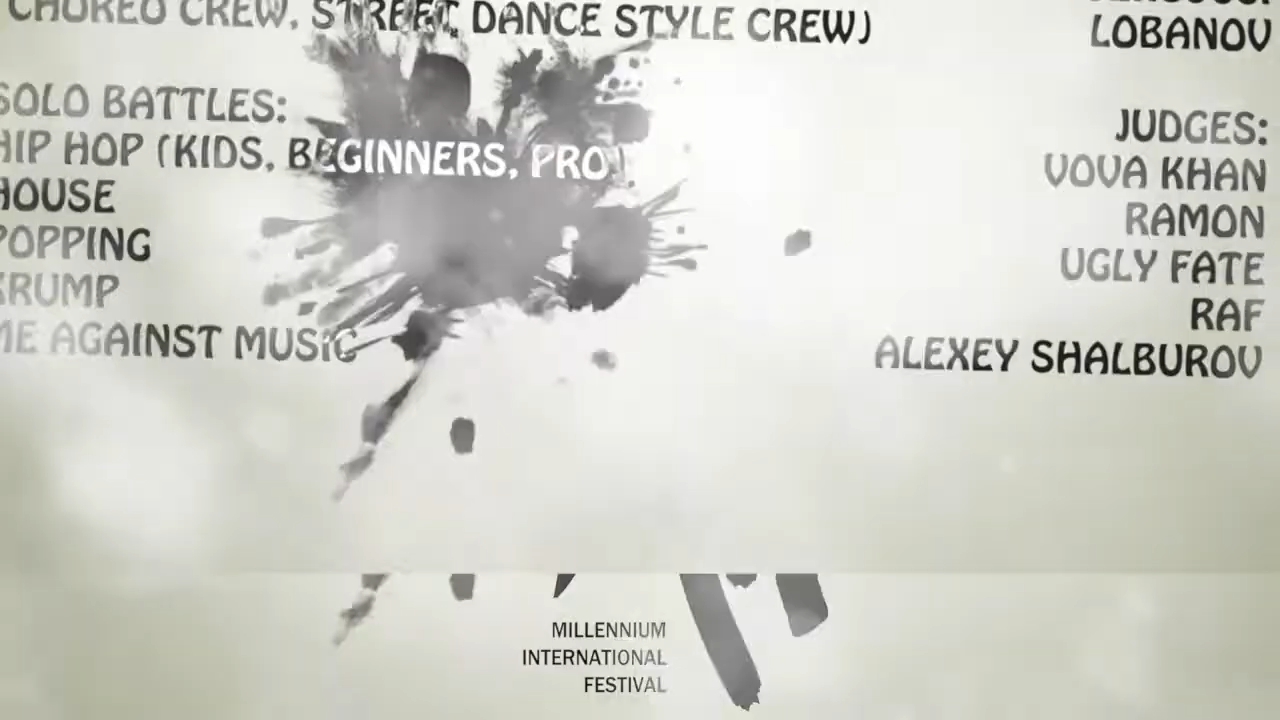 CHOREO CREW, STREET DANCE STYLE CREW)
LOBANOV
SOLO BATTLES:
HIP HOP (KIDS, BEGINNERS, PRO)
HOUSE
POPPING
KRUMP
ME AGAINST MUSIC
JUDGES:
VOVA KHAN
RAMON
UGLY FATE
RAF
ALEXEY SHALBUROV
MILLENNIUM
INTERNATIONAL
FESTIVAL